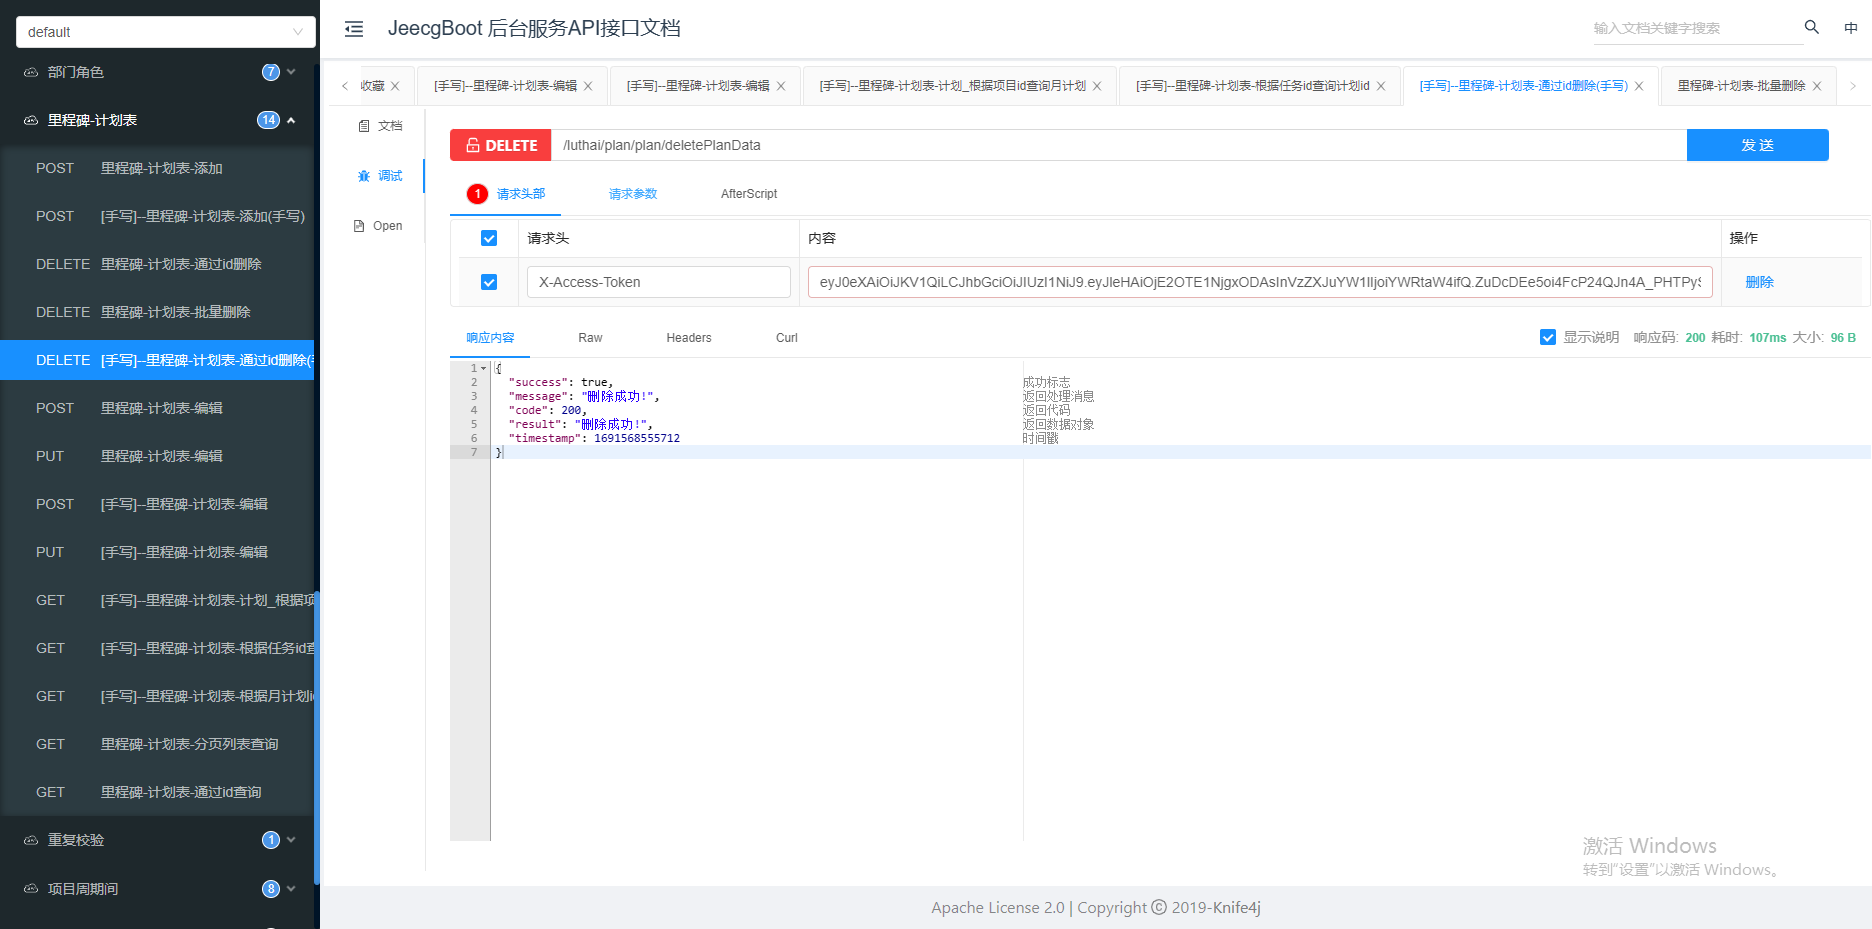 default
部门角色 7
里程碑-计划表 14
POST 里程碑-计划表-添加
POST [手写]--里程碑-计划表-添加(手写)
DELETE 里程碑-计划表-通过id删除
DELETE 里程碑-计划表-批量删除
DELETE [手写]--里程碑-计划表-通过id删除(
POST 里程碑-计划表-编辑
PUT 里程碑-计划表-编辑
POST [手写]--里程碑-计划表-编辑
PUT [手写]--里程碑-计划表-编辑
GET [手写]--里程碑-计划表-计划_根据项
GET [手写]--里程碑-计划表-根据任务id查
GET [手写]--里程碑-计划表-根据月计划i
GET 里程碑-计划表-分页列表查询
GET 里程碑-计划表-通过id查询
重复校验 1
项目周期间 8
JeecgBoot 后台服务API接口文档
输入文档关键字搜索 中
收藏 [手写]--里程碑-计划表-编辑 [手写]--里程碑-计划表-编辑 [手写]--里程碑-计划表-计划_根据项目id查询月计划 [手写]--里程碑-计划表-根据任务id查询计划id [手写]--里程碑-计划表-通过id删除(手写) 里程碑-计划表-批量删除
文档
调试
Open
DELETE /luthai/plan/plan/deletePlanData 发 送
1 请求头部 请求参数 AfterScript
请求头 内容 操作
X-Access-Token eyJ0eXAiOiJKV1QiLCJhbGciOiJIUzI1NiJ9.eyJleHAiOjE2OTE1NjgxODAsInVzZXJuYW1lIjoiYWRtaW4ifQ.ZuDcDEe5oi4FcP24QJn4A_PHTPyS 删除
响应内容 Raw Headers Curl 显示说明 响应码: 200 耗时: 107ms 大小: 96 B
1 {
2 "success": true, 成功标志
3 "message": "删除成功!", 返回处理消息
4 "code": 200, 返回代码
5 "result": "删除成功!", 返回数据对象
6 "timestamp": 1691568555712 时间戳
7 }
激活 Windows
转到“设置”以激活 Windows。
Apache License 2.0 | Copyright © 2019-Knife4j